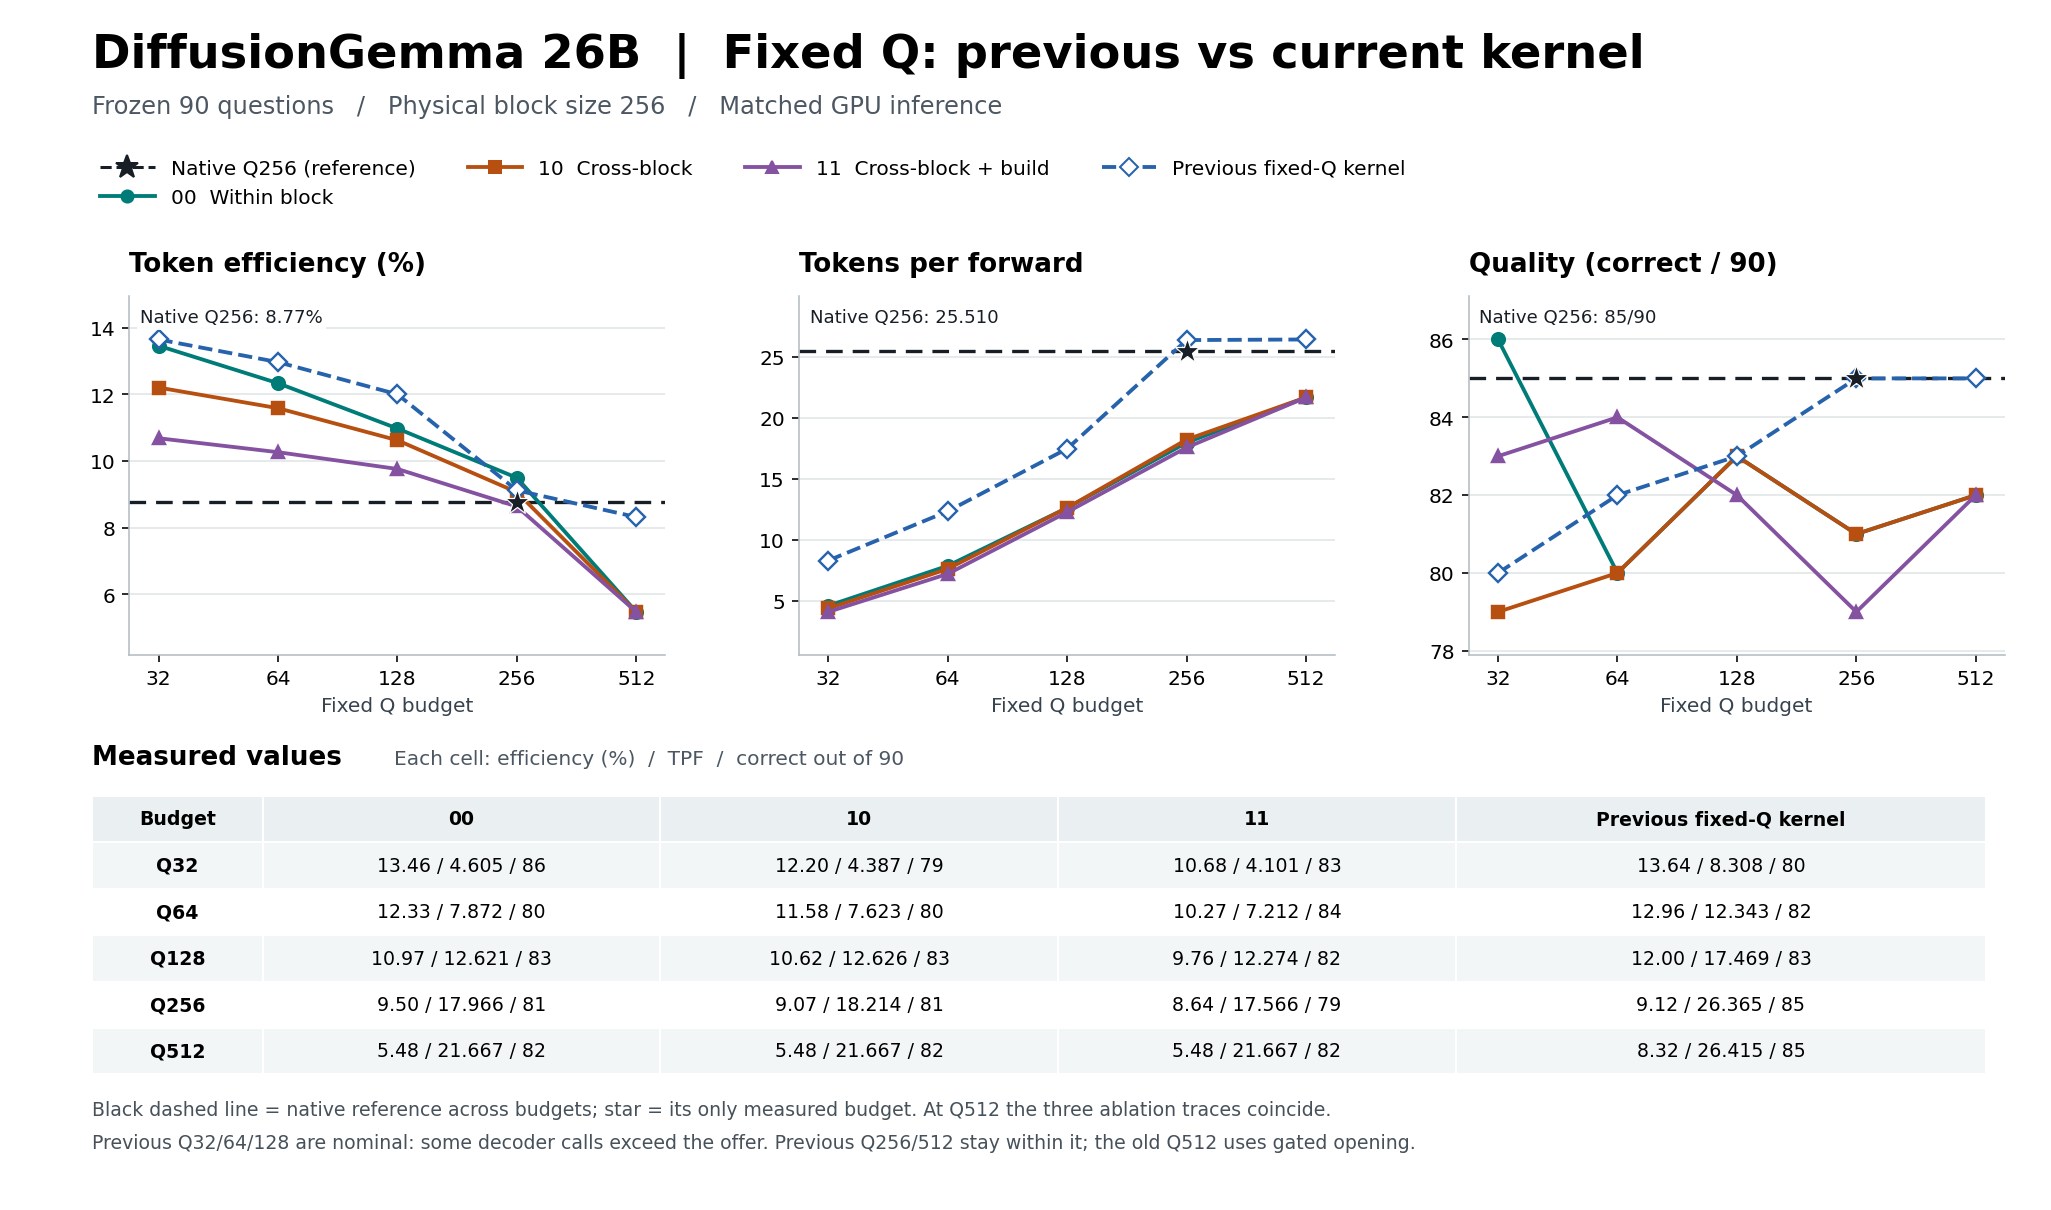 DiffusionGemma 26B | Fixed Q: previous vs current kernel
Frozen 90 questions / Physical block size 256 / Matched GPU inference
Native Q256 (reference)
10 Cross-block
11 Cross-block + build
Previous fixed-Q kernel
00 Within block
Token efficiency (%)
Native Q256: 8.77%
14
12
10
8
6
32 64 128 256 512
Fixed Q budget
Tokens per forward
Native Q256: 25.510
25
20
15
10
5
32 64 128 256 512
Fixed Q budget
Quality (correct / 90)
Native Q256: 85/90
86
84
82
80
78
32 64 128 256 512
Fixed Q budget
Measured values Each cell: efficiency (%) / TPF / correct out of 90
Budget 00 10 11 Previous fixed-Q kernel
Q32 13.46 / 4.605 / 86 12.20 / 4.387 / 79 10.68 / 4.101 / 83 13.64 / 8.308 / 80
Q64 12.33 / 7.872 / 80 11.58 / 7.623 / 80 10.27 / 7.212 / 84 12.96 / 12.343 / 82
Q128 10.97 / 12.621 / 83 10.62 / 12.626 / 83 9.76 / 12.274 / 82 12.00 / 17.469 / 83
Q256 9.50 / 17.966 / 81 9.07 / 18.214 / 81 8.64 / 17.566 / 79 9.12 / 26.365 / 85
Q512 5.48 / 21.667 / 82 5.48 / 21.667 / 82 5.48 / 21.667 / 82 8.32 / 26.415 / 85
Black dashed line = native reference across budgets; star = its only measured budget. At Q512 the three ablation traces coincide.
Previous Q32/64/128 are nominal: some decoder calls exceed the offer. Previous Q256/512 stay within it; the old Q512 uses gated opening.